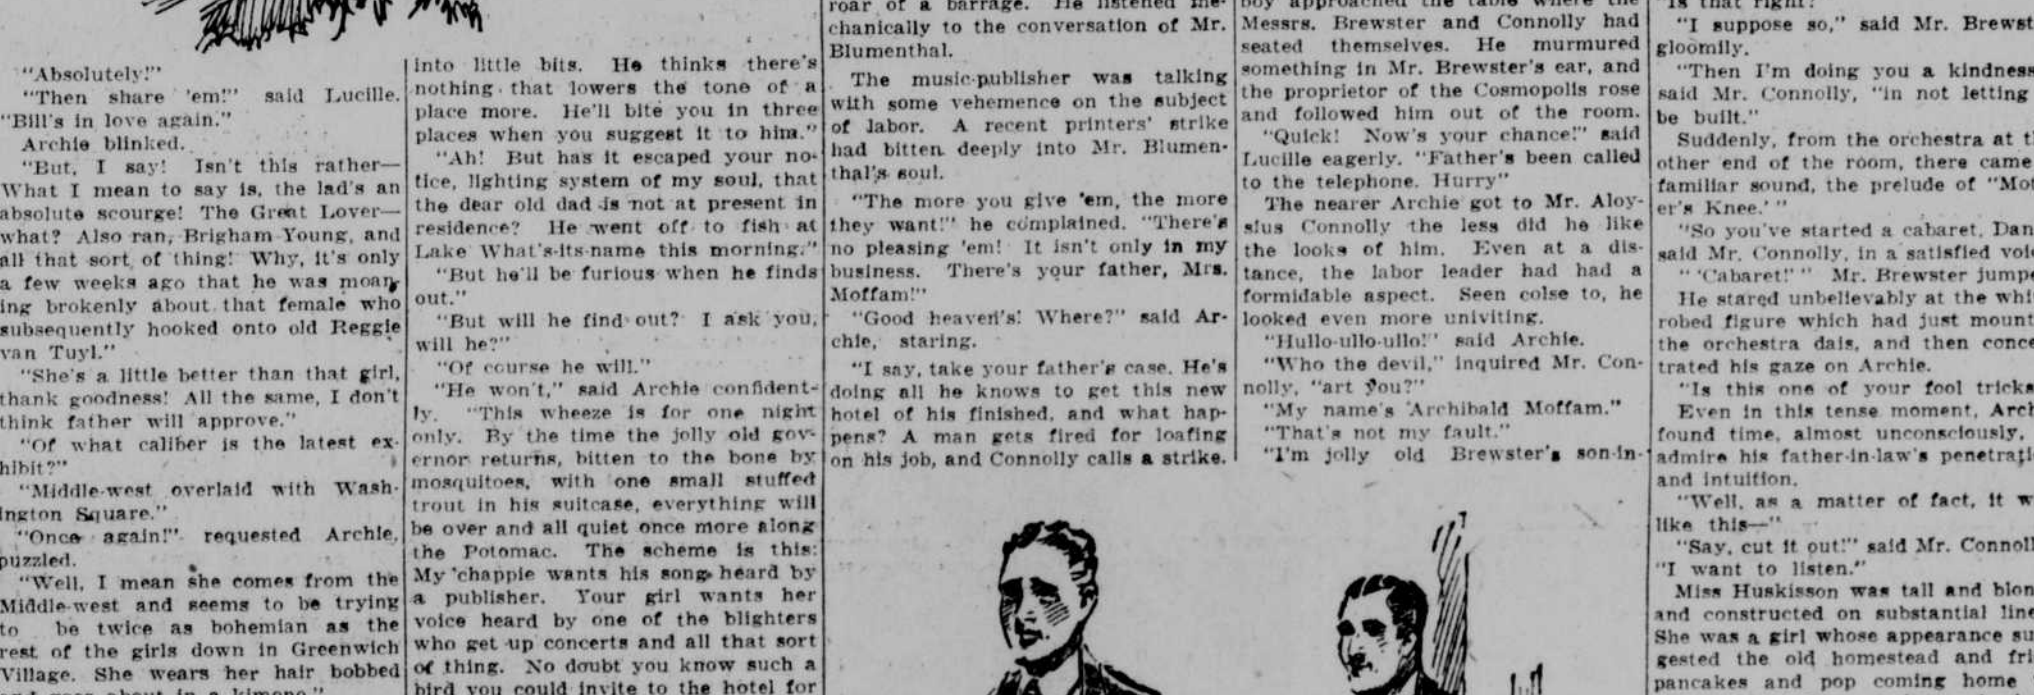 "Absolutely!"
"Then share 'em!" said Lucille.
"Bill's in love again."
Archie blinked.
"But, I say! Isn't this rather—
What I mean to say is, the lad's an
absolute scourge! The Great Lover—
what? Also ran, Brigham Young, and
all that sort of thing! Why, it's only
a few weeks ago that he was moan-
ing brokenly about that female who
subsequently hooked onto old Reggie
van Tuyl."
"She's a little better than that girl,
thank goodness! All the same, I don't
think father will approve."
"Of what caliber is the latest ex-
hibit?"
"Middle-west overlaid with Wash-
ington Square."
"Once again!" requested Archie,
puzzled.
"Well, I mean she comes from the
Middle-west and seems to be trying
to be twice as bohemian as the
rest of the girls down in Greenwich
Village. She wears her hair bobbed
and goes about in a kimono."
into little bits. He thinks there's
nothing that lowers the tone of a
place more. He'll bite you in three
places when you suggest it to him."
"Ah! But has it escaped your no-
tice, lighting system of my soul, that
the dear old dad is not at present in
residence? He went off to fish at
Lake What's-its-name this morning."
"But he'll be furious when he finds
out."
"But will he find out? I ask you,
will he?"
"Of course he will."
"He won't," said Archie confident-
ly. "This wheeze is for one night
only. By the time the jolly old gov-
ernor returns, bitten to the bone by
mosquitoes, with one small stuffed
trout in his suitcase, everything will
be over and all quiet once more along
the Potomac. The scheme is this:
My chappie wants his song heard by
a publisher. Your girl wants her
voice heard by one of the blighters
who get up concerts and all that sort
of thing. No doubt you know such a
bird you could invite to the hotel for
roar of a barrage. He listened me-
chanically to the conversation of Mr.
Blumenthal.
The music-publisher was talking
with some vehemence on the subject
of labor. A recent printers' strike
had bitten deeply into Mr. Blumen-
thal's soul.
"The more you give 'em, the more
they want!" he complained. "There's
no pleasing 'em! It isn't only in my
business. There's your father, Mrs.
Moffam!"
"Good heaven's! Where?" said Ar-
chie, staring.
"I say, take your father's case. He's
doing all he knows to get this new
hotel of his finished, and what hap-
pens? A man gets fired for loafing
on his job, and Connolly calls a strike.
boy approached the table where the
Messrs. Brewster and Connolly had
seated themselves. He murmured
something in Mr. Brewster's ear, and
the proprietor of the Cosmopolis rose
and followed him out of the room.
"Quick! Now's your chance!" said
Lucille eagerly. "Father's been called
to the telephone. Hurry"
The nearer Archie got to Mr. Aloy-
sius Connolly the less did he like
the looks of him. Even at a dis-
tance, the labor leader had had a
formidable aspect. Seen colse to, he
looked even more univiting.
"Hullo-ullo-ullo!" said Archie.
"Who the devil," inquired Mr. Con-
nolly, "art you?"
"My name's Archibald Moffam."
"That's not my fault."
"I'm jolly old Brewster's son-in-
"Is that right?
"I suppose so," said Mr. Brewst
gloomily.
"Then I'm doing you a kindness
said Mr. Connolly, "in not letting
be built."
Suddenly, from the orchestra at t
other end of the room, there came
familiar sound, the prelude of "Mot
er's Knee.' "
"So you've started a cabaret, Dan
said Mr. Connolly, in a satisfied voi
" 'Cabaret!' " Mr. Brewster jumpe
He stared unbelievably at the whi
robed figure which had just mount
the orchestra dais, and then conce
trated his gaze on Archie.
"Is this one of your fool tricks
Even in this tense moment, Arch
found time, almost unconsciously,
admire his father-in-law's penetrati
and intuition.
"Well, as a matter of fact, it w
like this—"
"Say, cut it out!" said Mr. Connoll
"I want to listen."
Miss Huskisson was tall and blon
and constructed on substantial line
She was a girl whose appearance su
gested the old homestead and fri
pancakes and pop coming home